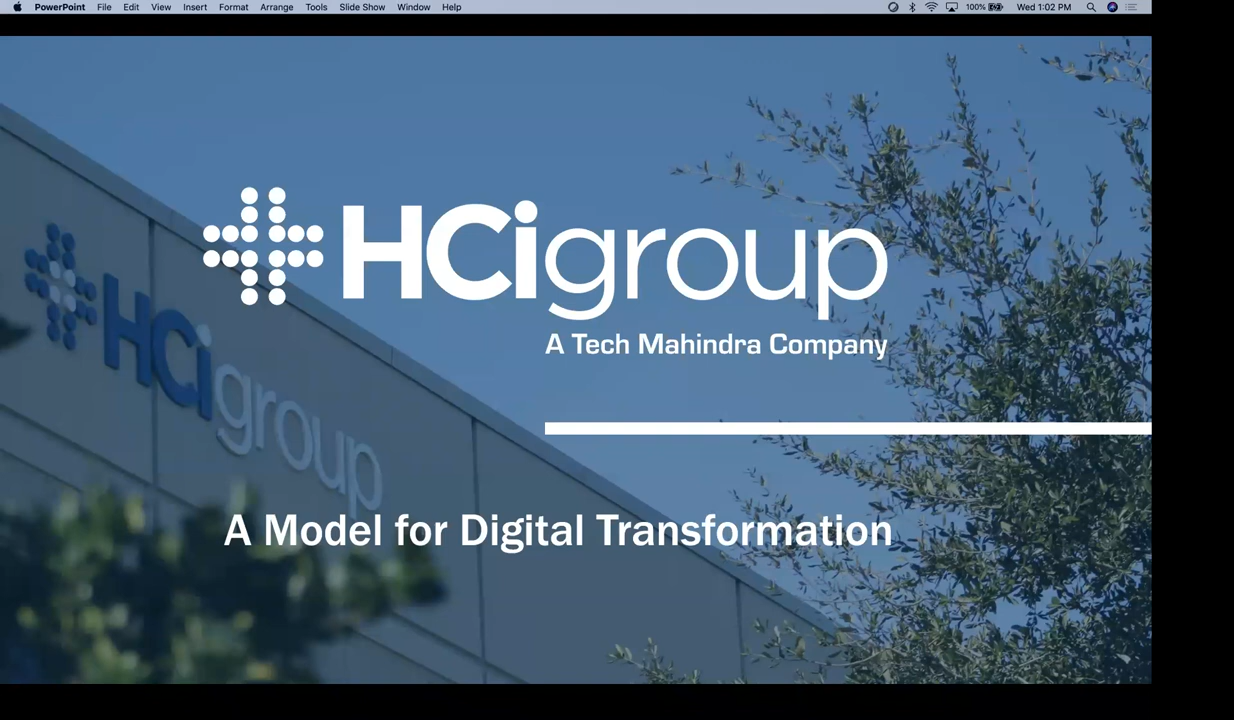 PowerPoint File Edit View Insert Format Arrange Tools Slide Show Window Help 100% Wed 1:02 PM
HCigroup
A Tech Mahindra Company
HCigroup
A Model for Digital Transformation